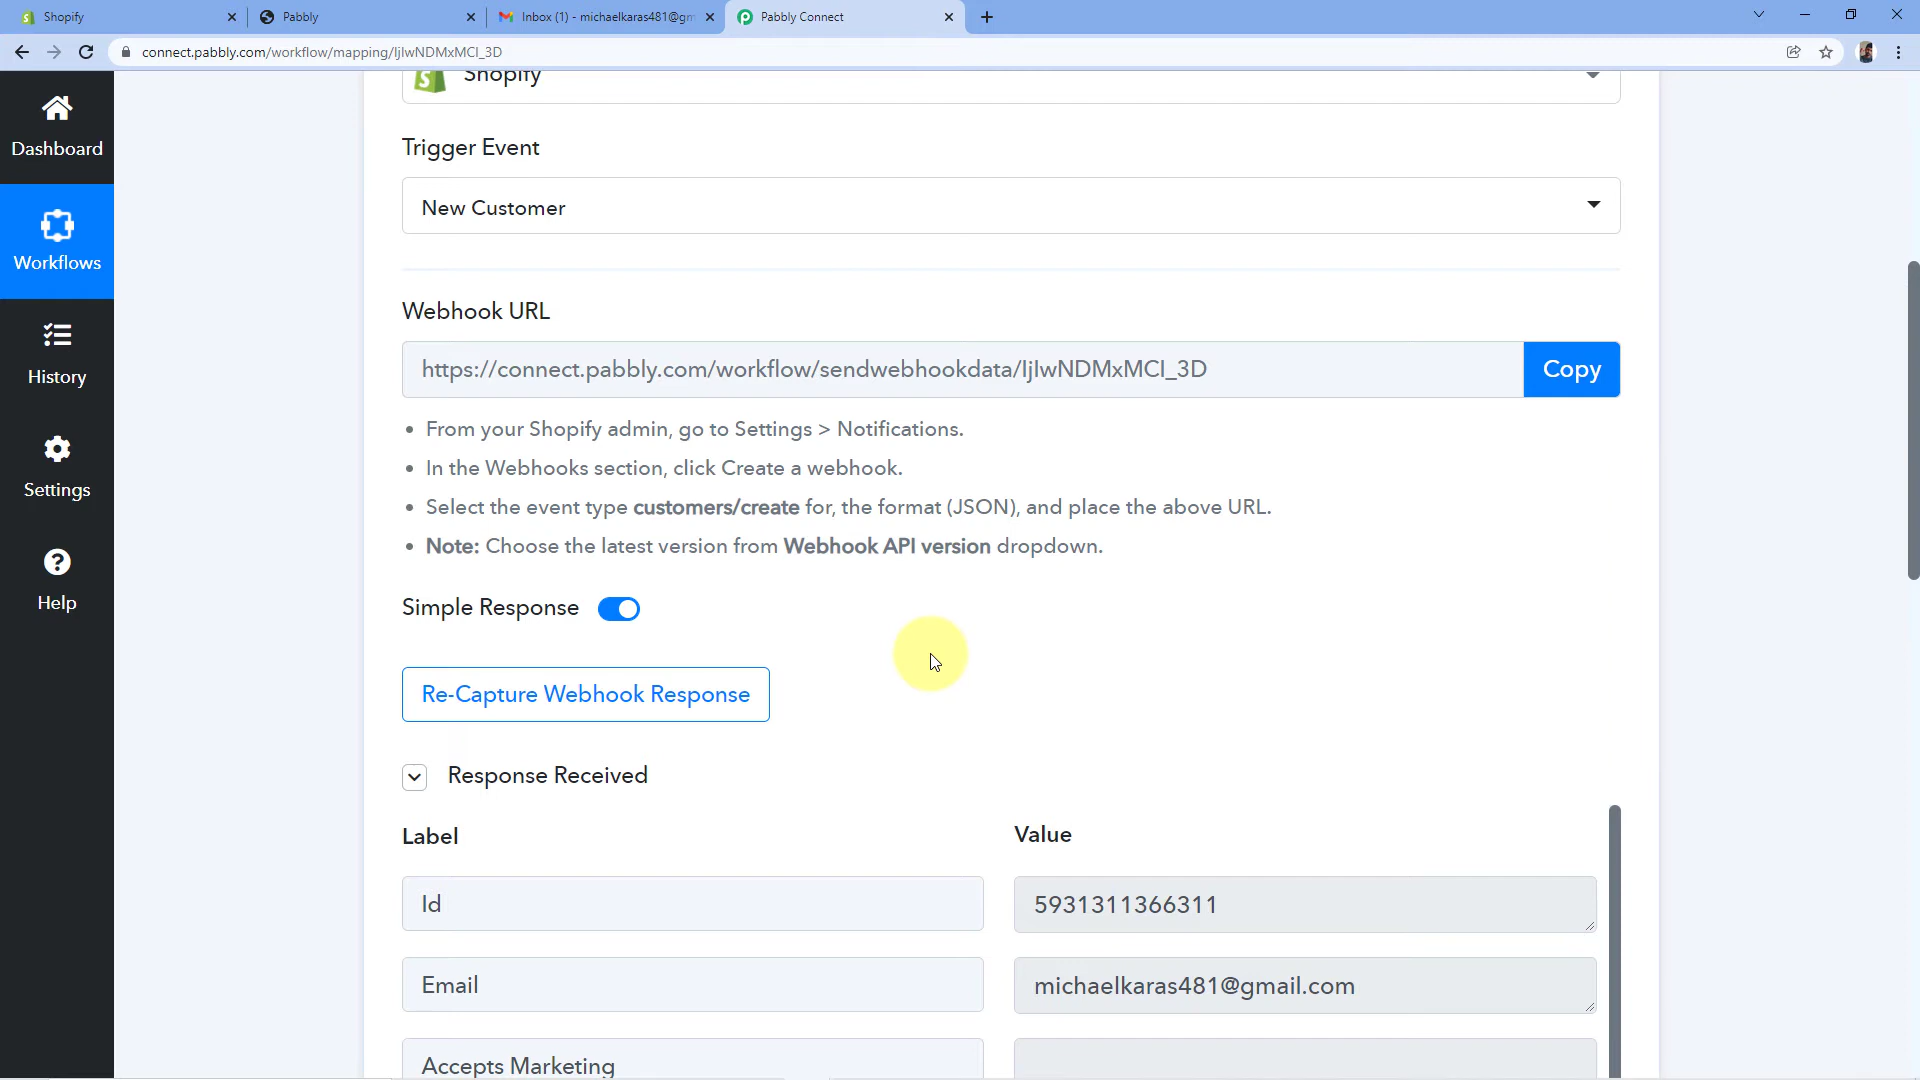 Shopify
Pabbly
Inbox (1) - michaelkaras481@gm
Pabbly Connect
connect.pabbly.com/workflow/mapping/IjIwNDMxMCI_3D
Shopify
Dashboard
Workflows
History
Settings
Help
Trigger Event
New Customer
Webhook URL
https://connect.pabbly.com/workflow/sendwebhookdata/IjIwNDMxMCI_3D
Copy
• From your Shopify admin, go to Settings > Notifications.
• In the Webhooks section, click Create a webhook.
• Select the event type customers/create for, the format (JSON), and place the above URL.
• Note: Choose the latest version from Webhook API version dropdown.
Simple Response
Re-Capture Webhook Response
Response Received
Label
Value
Id
5931311366311
Email
michaelkaras481@gmail.com
Accepts Marketing